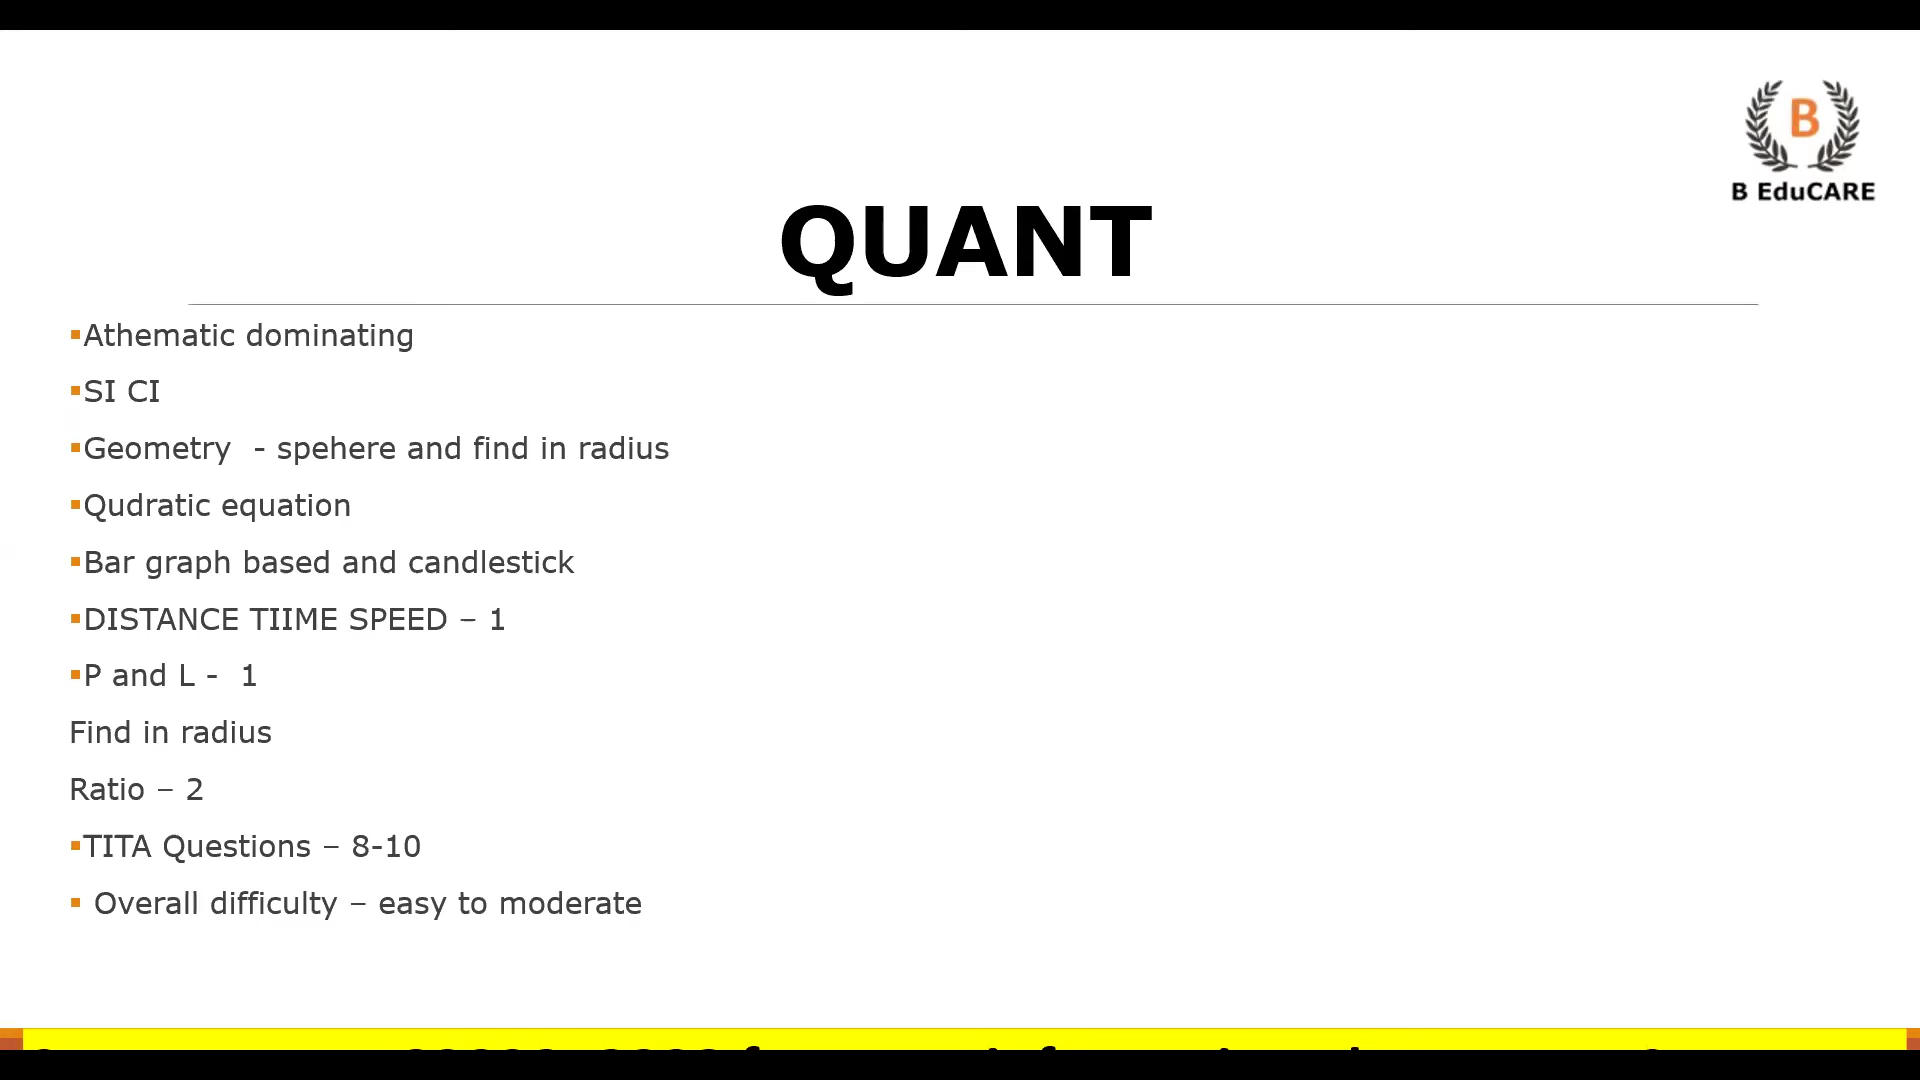 B
B EduCARE
QUANT
▪Athematic dominating
▪SI CI
▪Geometry - spehere and find in radius
▪Qudratic equation
▪Bar graph based and candlestick
▪DISTANCE TIIME SPEED – 1
▪P and L - 1
Find in radius
Ratio – 2
▪TITA Questions – 8-10
▪ Overall difficulty – easy to moderate